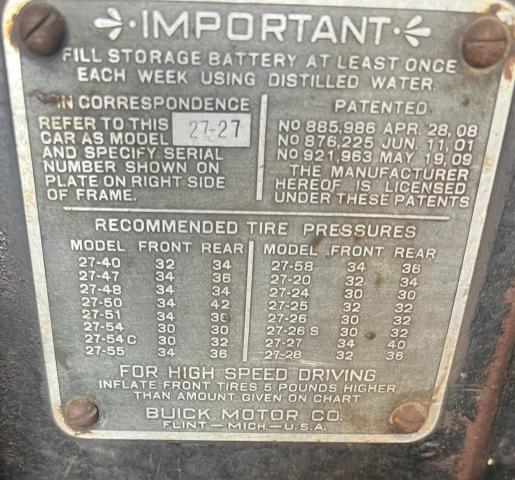 IMPORTANT
FILL STORAGE BATTERY AT LEAST ONCE
EACH WEEK USING DISTILLED WATER.
IN CORRESPONDENCE
REFER TO THIS
CAR AS MODEL 27-27
AND SPECIFY SERIAL
NUMBER SHOWN ON
PLATE ON RIGHT SIDE
OF FRAME.
PATENTED
NO 885,986 APR. 28, 08
NO 876,225 JUN. 11, 01
NO 921,963 MAY 19, 09
THE MANUFACTURER
HEREOF IS LICENSED
UNDER THESE PATENTS
RECOMMENDED TIRE PRESSURES
MODEL FRONT REAR
27-40 32 34
27-47 34 36
27-48 34 34
27-50 34 42
27-51 34
27-54 30 30
27-54C 30 32
27-55 34 36
MODEL FRONT REAR
27-58 34 36
27-20 32 34
27-24 30 30
27-25 32 32
27-26 30 32
27-26 S 30 32
27-27 34 40
27-28 32 36
FOR HIGH SPEED DRIVING
INFLATE FRONT TIRES 5 POUNDS HIGHER
THAN AMOUNT GIVEN ON CHART
BUICK MOTOR CO.
FLINT — MICH. — U.S.A.